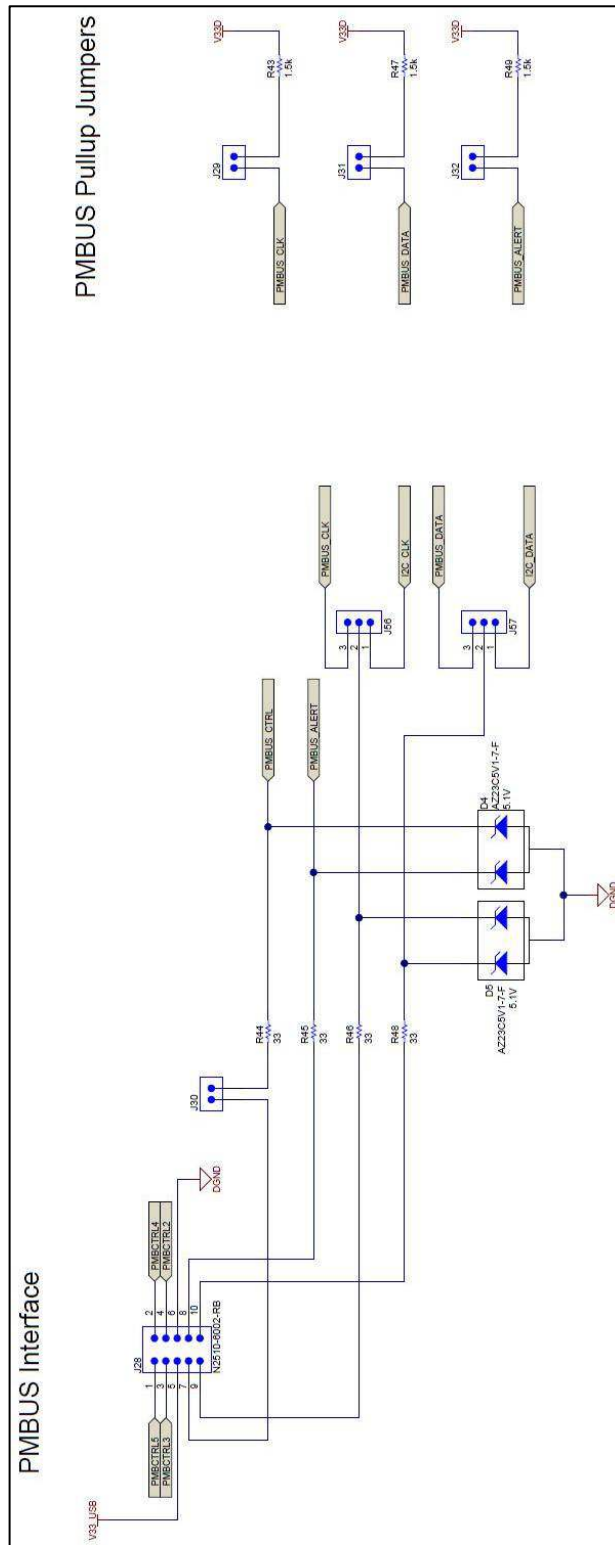 PMBUS Interface
PMBUS Pullup Jumpers
V33_USB
PMBCTRL5
PMBCTRL3
1
3
5
7
9
J28
N2510-6002-RB
2
4
6
8
10
PMBCTRL4
PMBCTRL2
DGND
J30
R44
33
R45
33
R46
33
R48
33
PMBUS_CTRL
PMBUS_ALERT
D4
AZ23C5V1-7-F
5.1V
D5
AZ23C5V1-7-F
5.1V
DGND
PMBUS_CLK
3
2
1
J56
I2C_CLK
PMBUS_DATA
3
2
1
J57
I2C_DATA
PMBUS_CLK
J29
R43
1.5k
V33D
PMBUS_DATA
J31
R47
1.5k
V33D
PMBUS_ALERT
J32
R49
1.5k
V33D